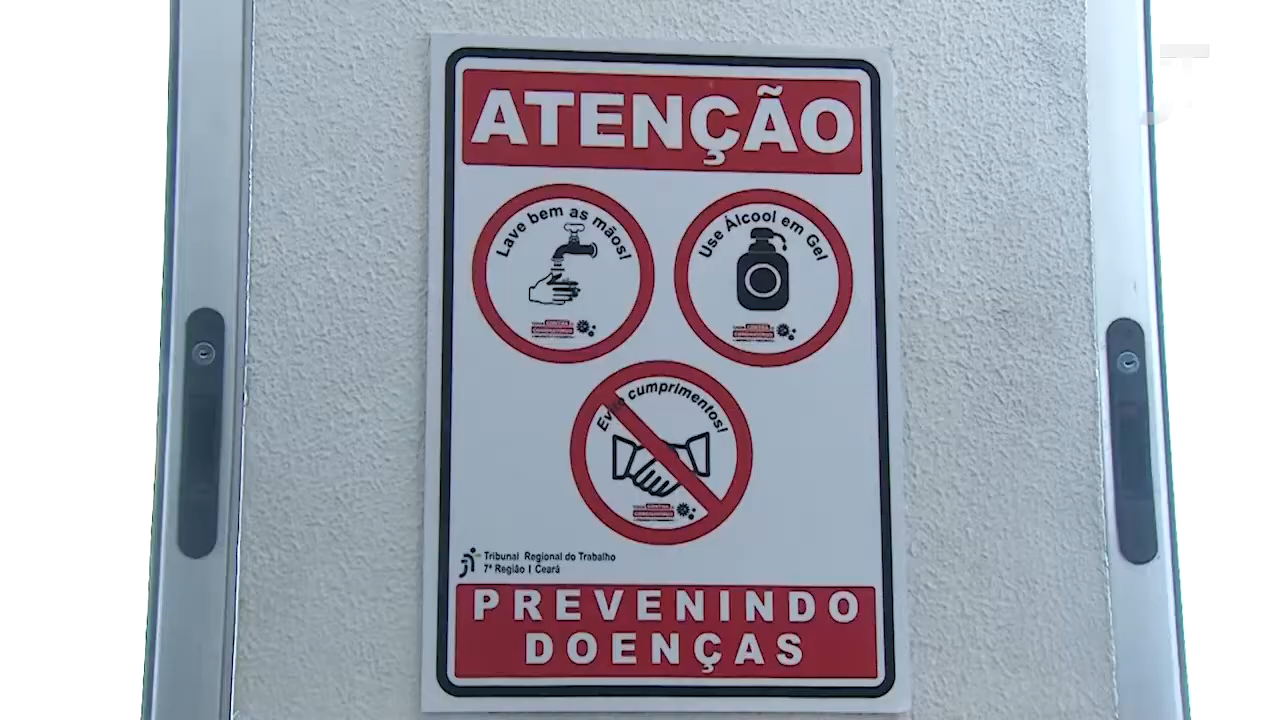 ATENÇÃO
Lave bem as mãos!
Use Álcool em Gel
Evite cumprimentos!
Tribunal Regional do Trabalho
7ª Região | Ceará
PREVENINDO
DOENÇAS